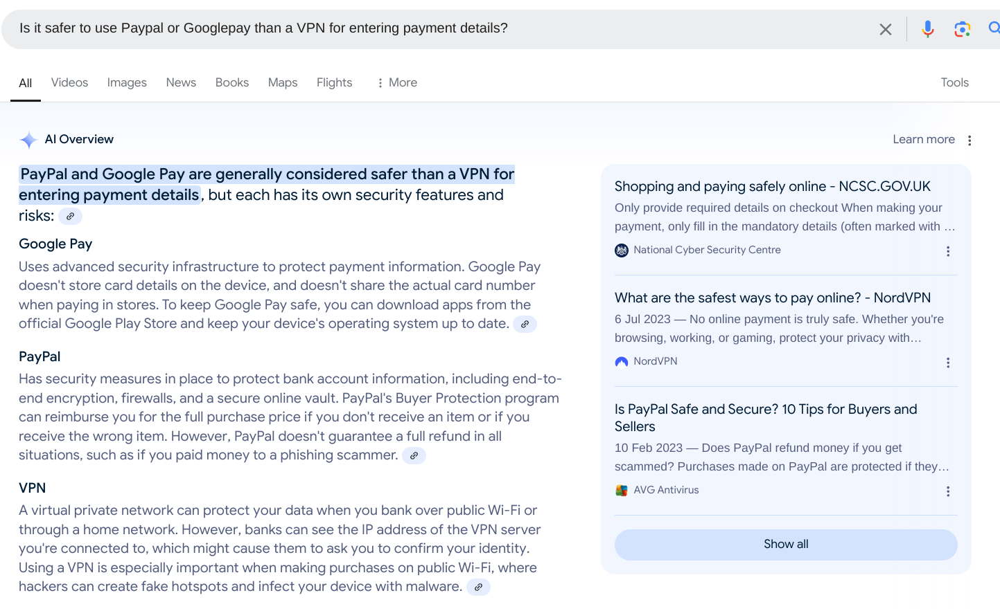 Is it safer to use Paypal or Googlepay than a VPN for entering payment details?
All Videos Images News Books Maps Flights More Tools
AI Overview
Learn more
PayPal and Google Pay are generally considered safer than a VPN for
entering payment details, but each has its own security features and
risks:
Google Pay
Uses advanced security infrastructure to protect payment information. Google Pay
doesn't store card details on the device, and doesn't share the actual card number
when paying in stores. To keep Google Pay safe, you can download apps from the
official Google Play Store and keep your device's operating system up to date.
PayPal
Has security measures in place to protect bank account information, including end-to-
end encryption, firewalls, and a secure online vault. PayPal's Buyer Protection program
can reimburse you for the full purchase price if you don't receive an item or if you
receive the wrong item. However, PayPal doesn't guarantee a full refund in all
situations, such as if you paid money to a phishing scammer.
VPN
A virtual private network can protect your data when you bank over public Wi-Fi or
through a home network. However, banks can see the IP address of the VPN server
you're connected to, which might cause them to ask you to confirm your identity.
Using a VPN is especially important when making purchases on public Wi-Fi, where
hackers can create fake hotspots and infect your device with malware.
Shopping and paying safely online - NCSC.GOV.UK
Only provide required details on checkout When making your
payment, only fill in the mandatory details (often marked with ...
National Cyber Security Centre
What are the safest ways to pay online? - NordVPN
6 Jul 2023 — No online payment is truly safe. Whether you're
browsing, working, or gaming, protect your privacy with...
NordVPN
Is PayPal Safe and Secure? 10 Tips for Buyers and
Sellers
10 Feb 2023 — Does PayPal refund money if you get
scammed? Purchases made on PayPal are protected if they...
AVG Antivirus
Show all